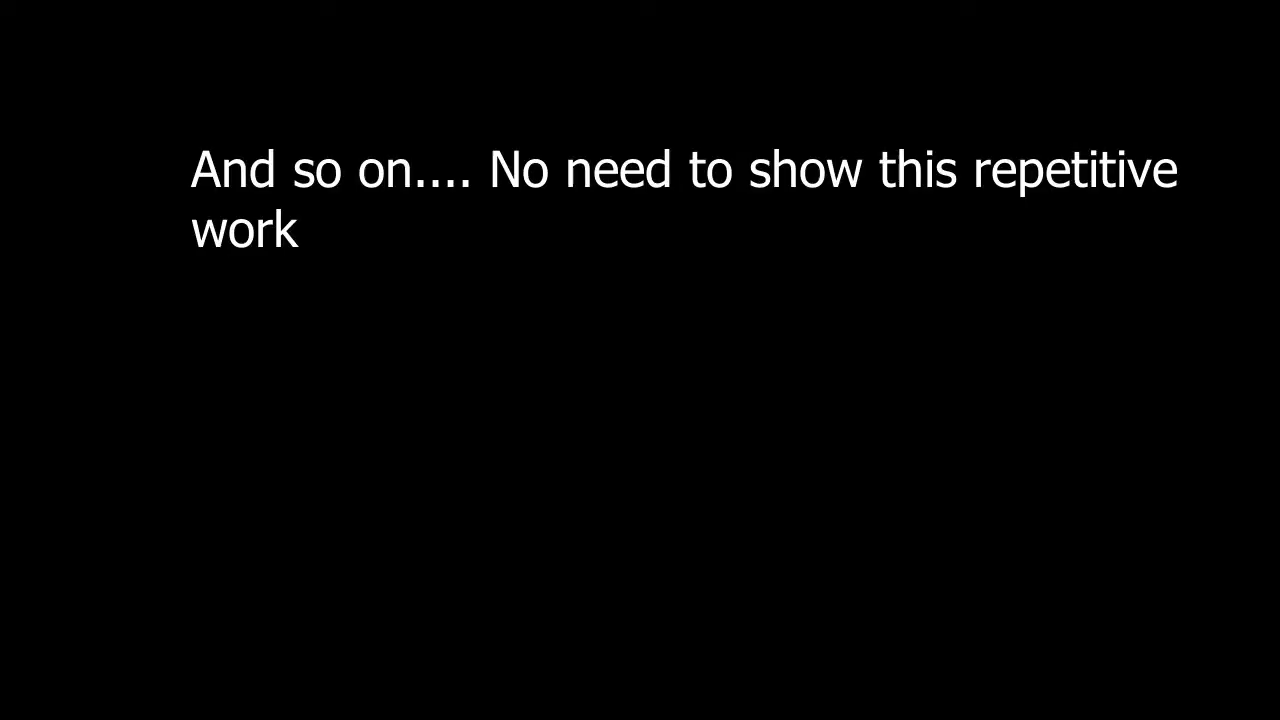 And so on.... No need to show this repetitive
work